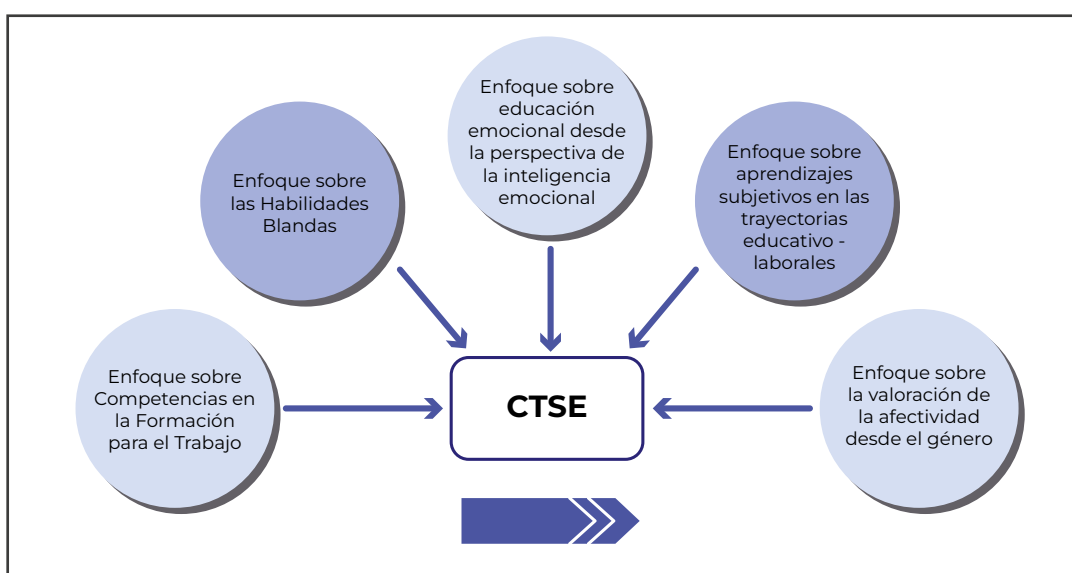 Enfoque sobre
educación
emocional desde
la perspectiva de
la inteligencia
emocional
Enfoque sobre
las Habilidades
Blandas
Enfoque sobre
aprendizajes
subjetivos en las
trayectorias
educativo -
laborales
Enfoque sobre
Competencias en
la Formación
para el Trabajo
CTSE
Enfoque sobre
la valoración de
la afectividad
desde el género